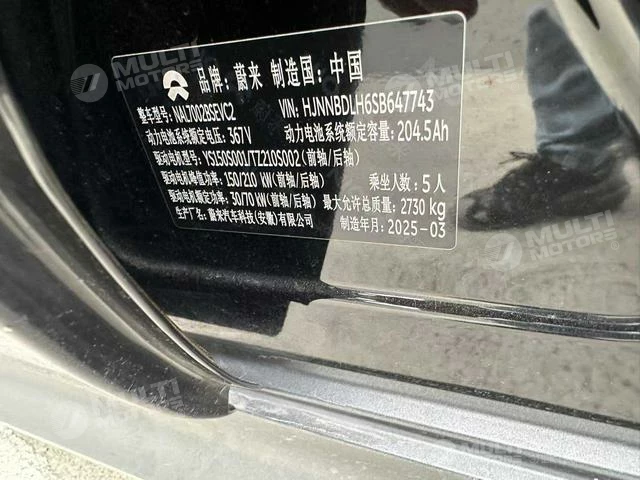 MULTI MOTORS
品牌: 蔚来 制造国: 中国
整车型号: NAL7002BSEVC2 VIN: HJNNBDLH6SB647743
动力电池系统额定电压: 367V 动力电池系统额定容量: 204.5Ah
驱动电机型号: YS150S001/TZ210S002(前轴/后轴)
驱动电机峰值功率: 150/210 kW(前轴/后轴) 乘坐人数: 5人
驱动电机额定功率: 30/70 kW(前轴/后轴) 最大允许总质量: 2730 kg
生产厂名: 蔚来汽车科技(安徽)有限公司 制造年月: 2025-03
MULTI MOTORS
MULTI MOTORS
MULTI MOTORS